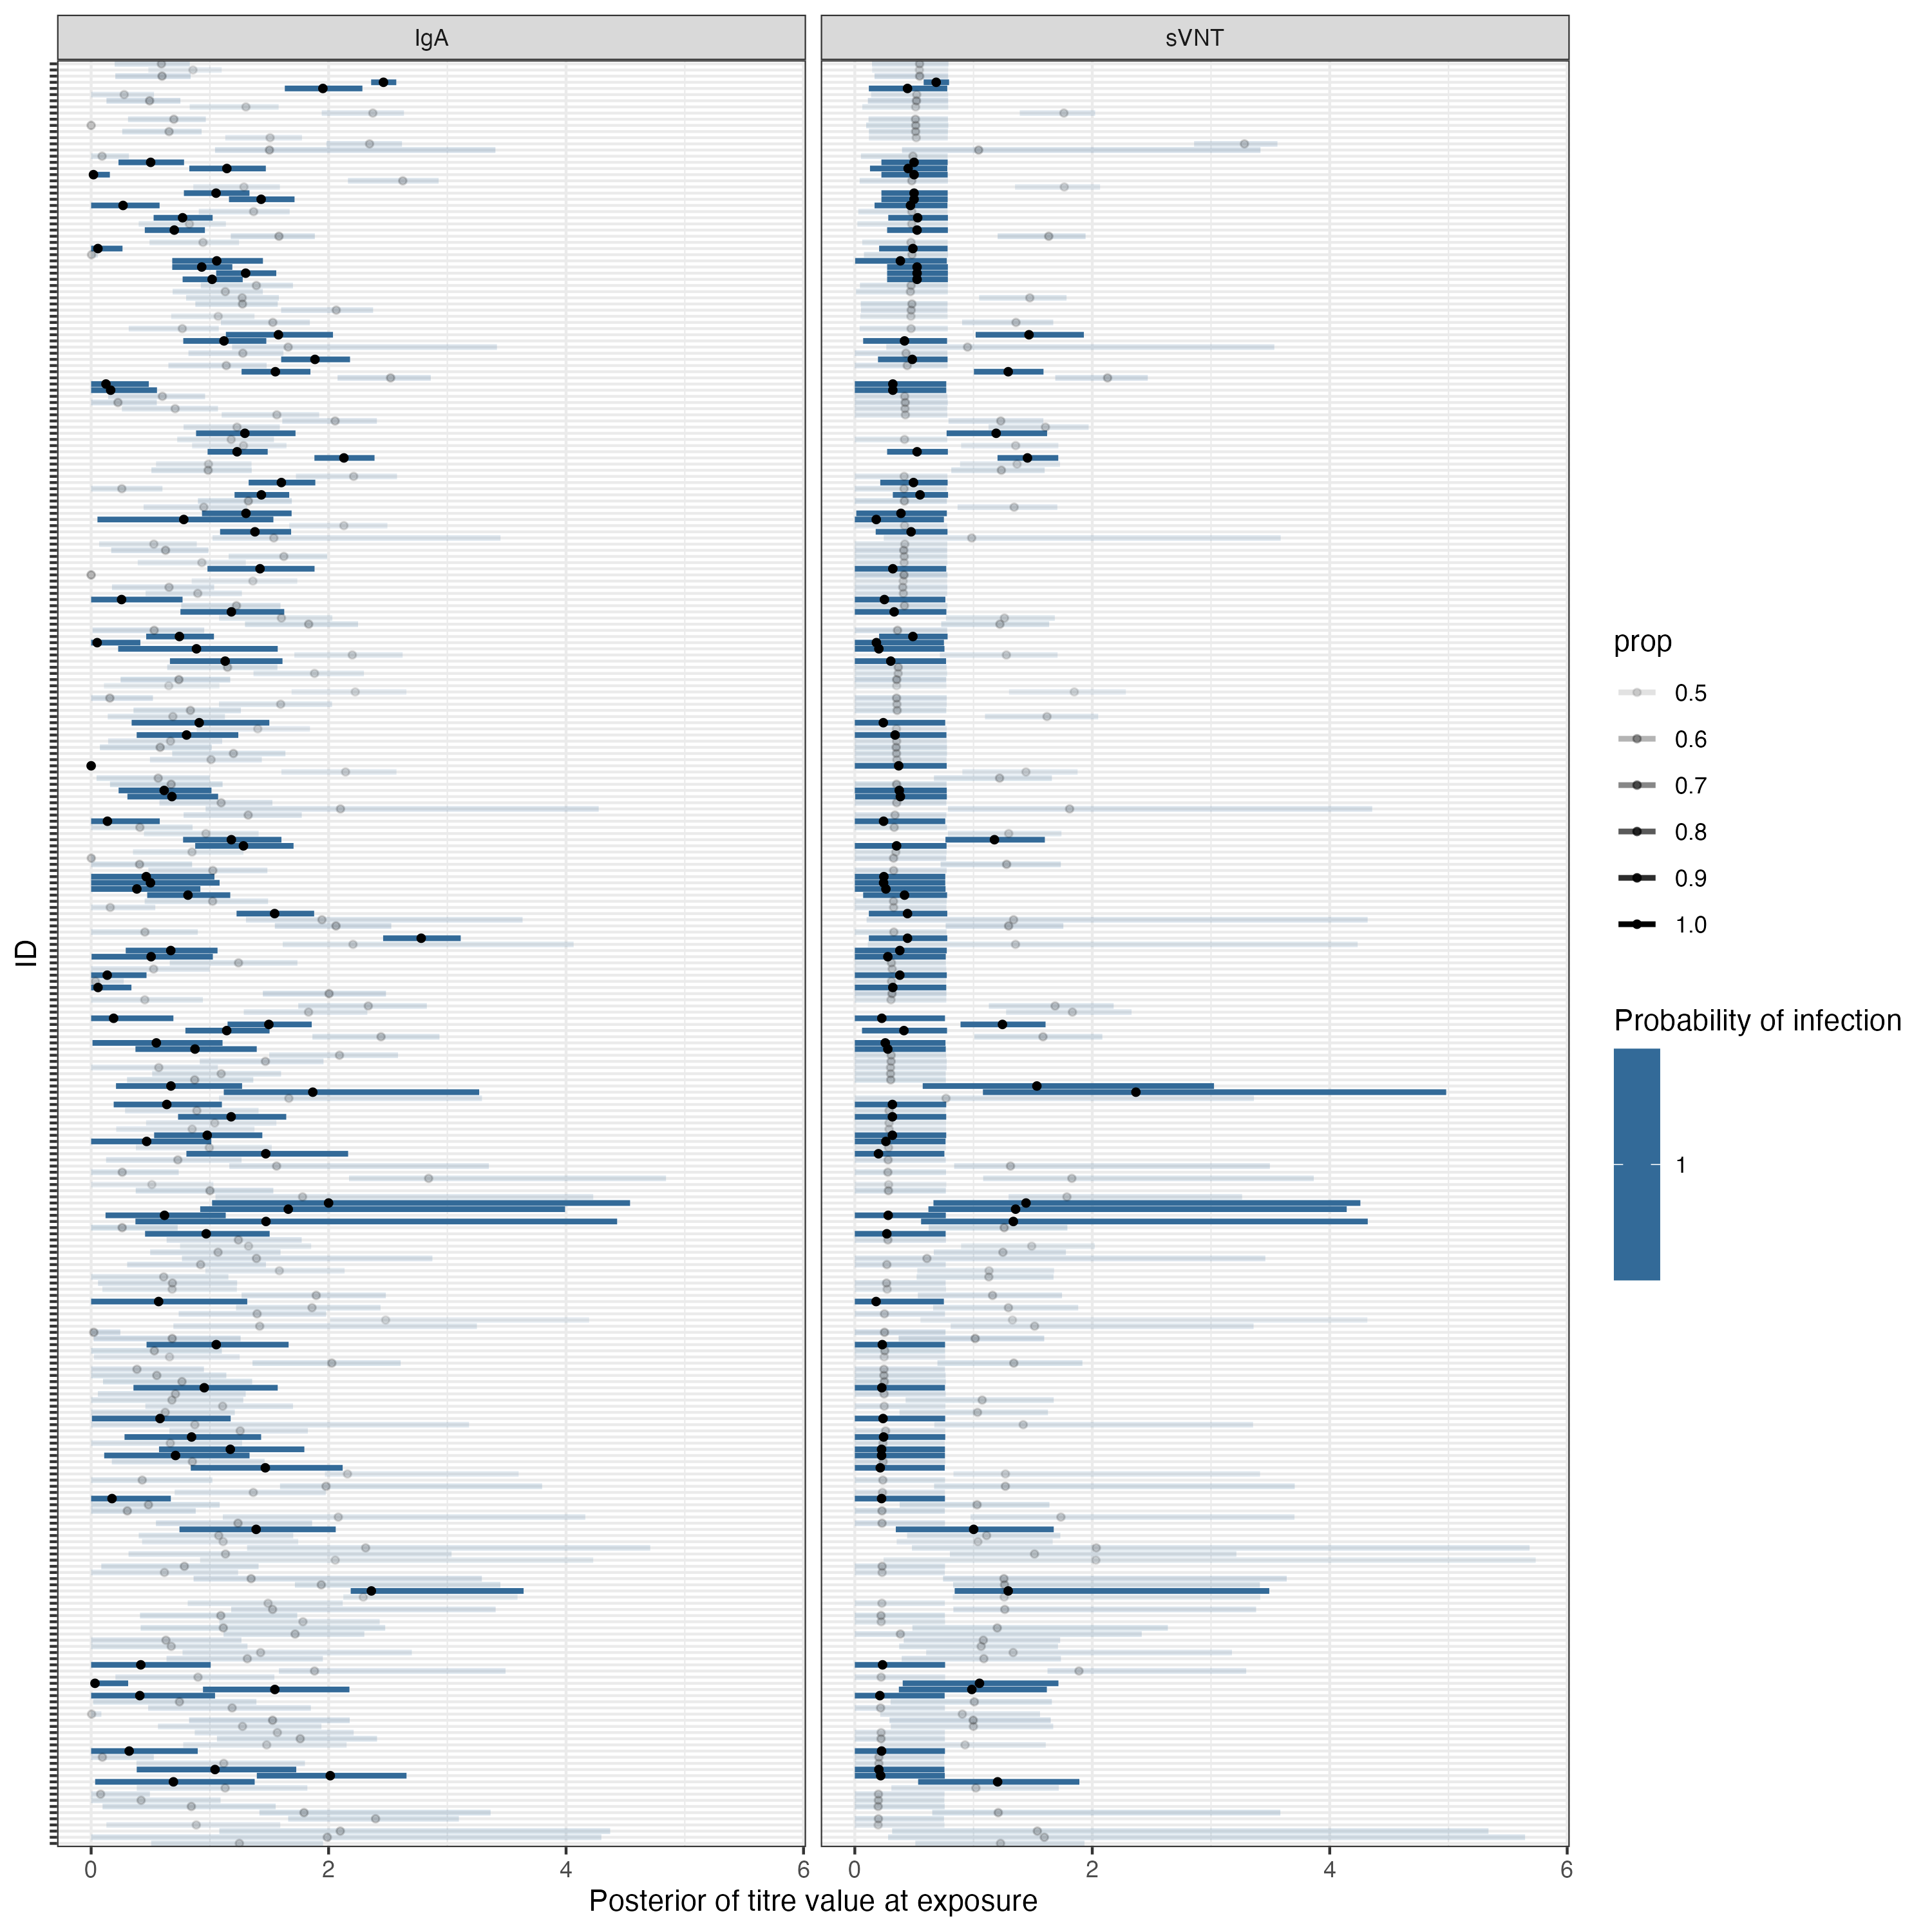 IgA
sVNT
ID
0
2
4
6
0
2
4
6
Posterior of titre value at exposure
prop
0.5
0.6
0.7
0.8
0.9
1.0
Probability of infection
1